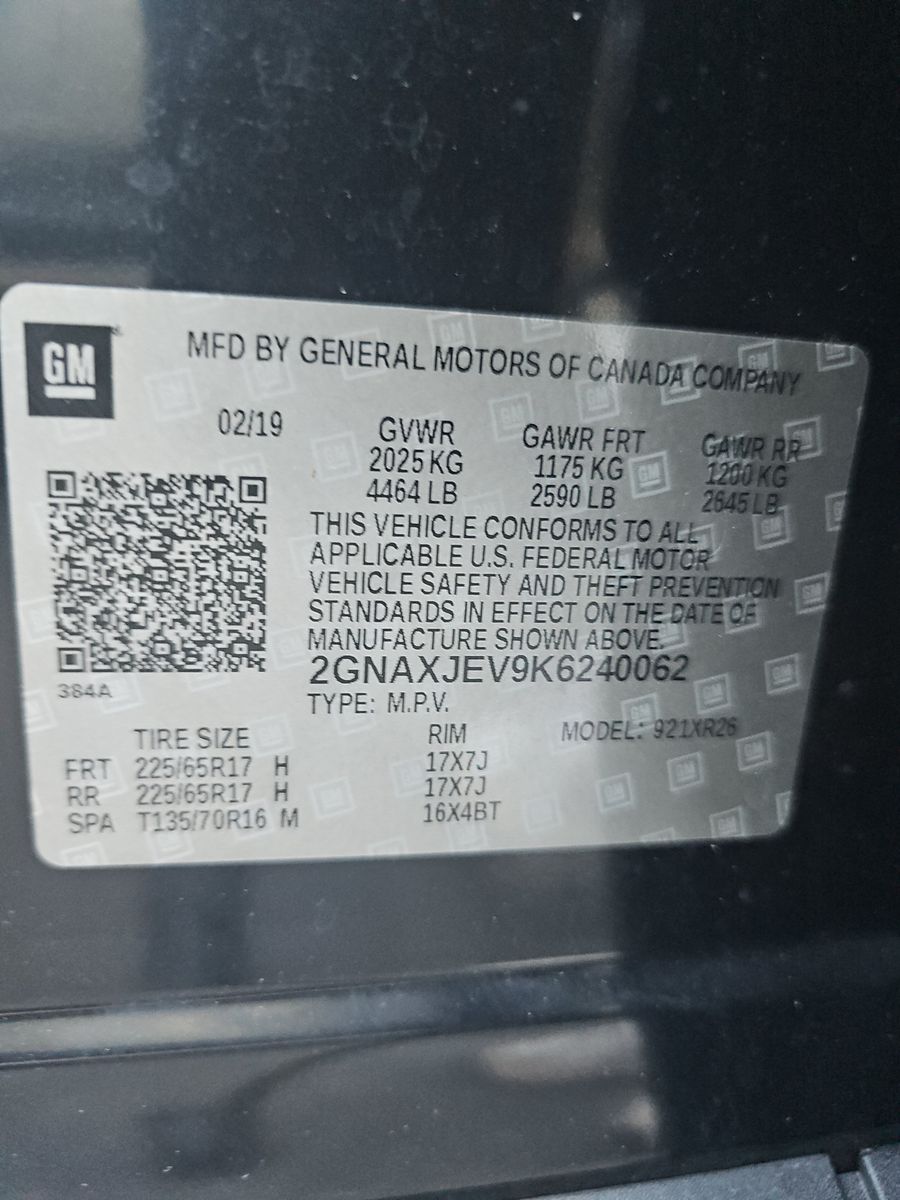 GM
MFD BY GENERAL MOTORS OF CANADA COMPANY
02/19
GVWR GAWR FRT GAWR RR
2025 KG 1175 KG 1200 KG
4464 LB 2590 LB 2645 LB
THIS VEHICLE CONFORMS TO ALL
APPLICABLE U.S. FEDERAL MOTOR
VEHICLE SAFETY AND THEFT PREVENTION
STANDARDS IN EFFECT ON THE DATE OF
MANUFACTURE SHOWN ABOVE.
2GNAXJEV9K6240062
384A
TYPE: M.P.V.
TIRE SIZE RIM MODEL: 921XR26
FRT 225/65R17 H 17X7J
RR 225/65R17 H 17X7J
SPA T135/70R16 M 16X4BT